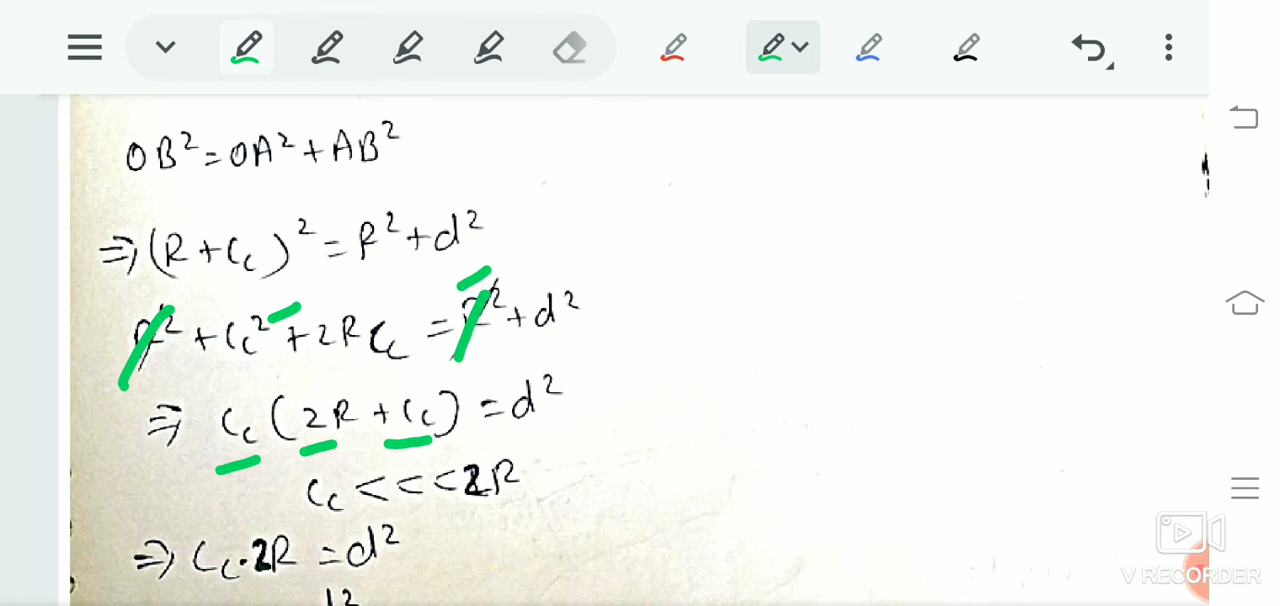 OB² = OA² + AB²
⇒ (R + Cc)² = R² + d²
R² + Cc² + 2RCc = R² + d²
⇒ Cc (2R + Cc) = d²
Cc <<< 2R
⇒ Cc·2R = d²
d²
V RECORDER